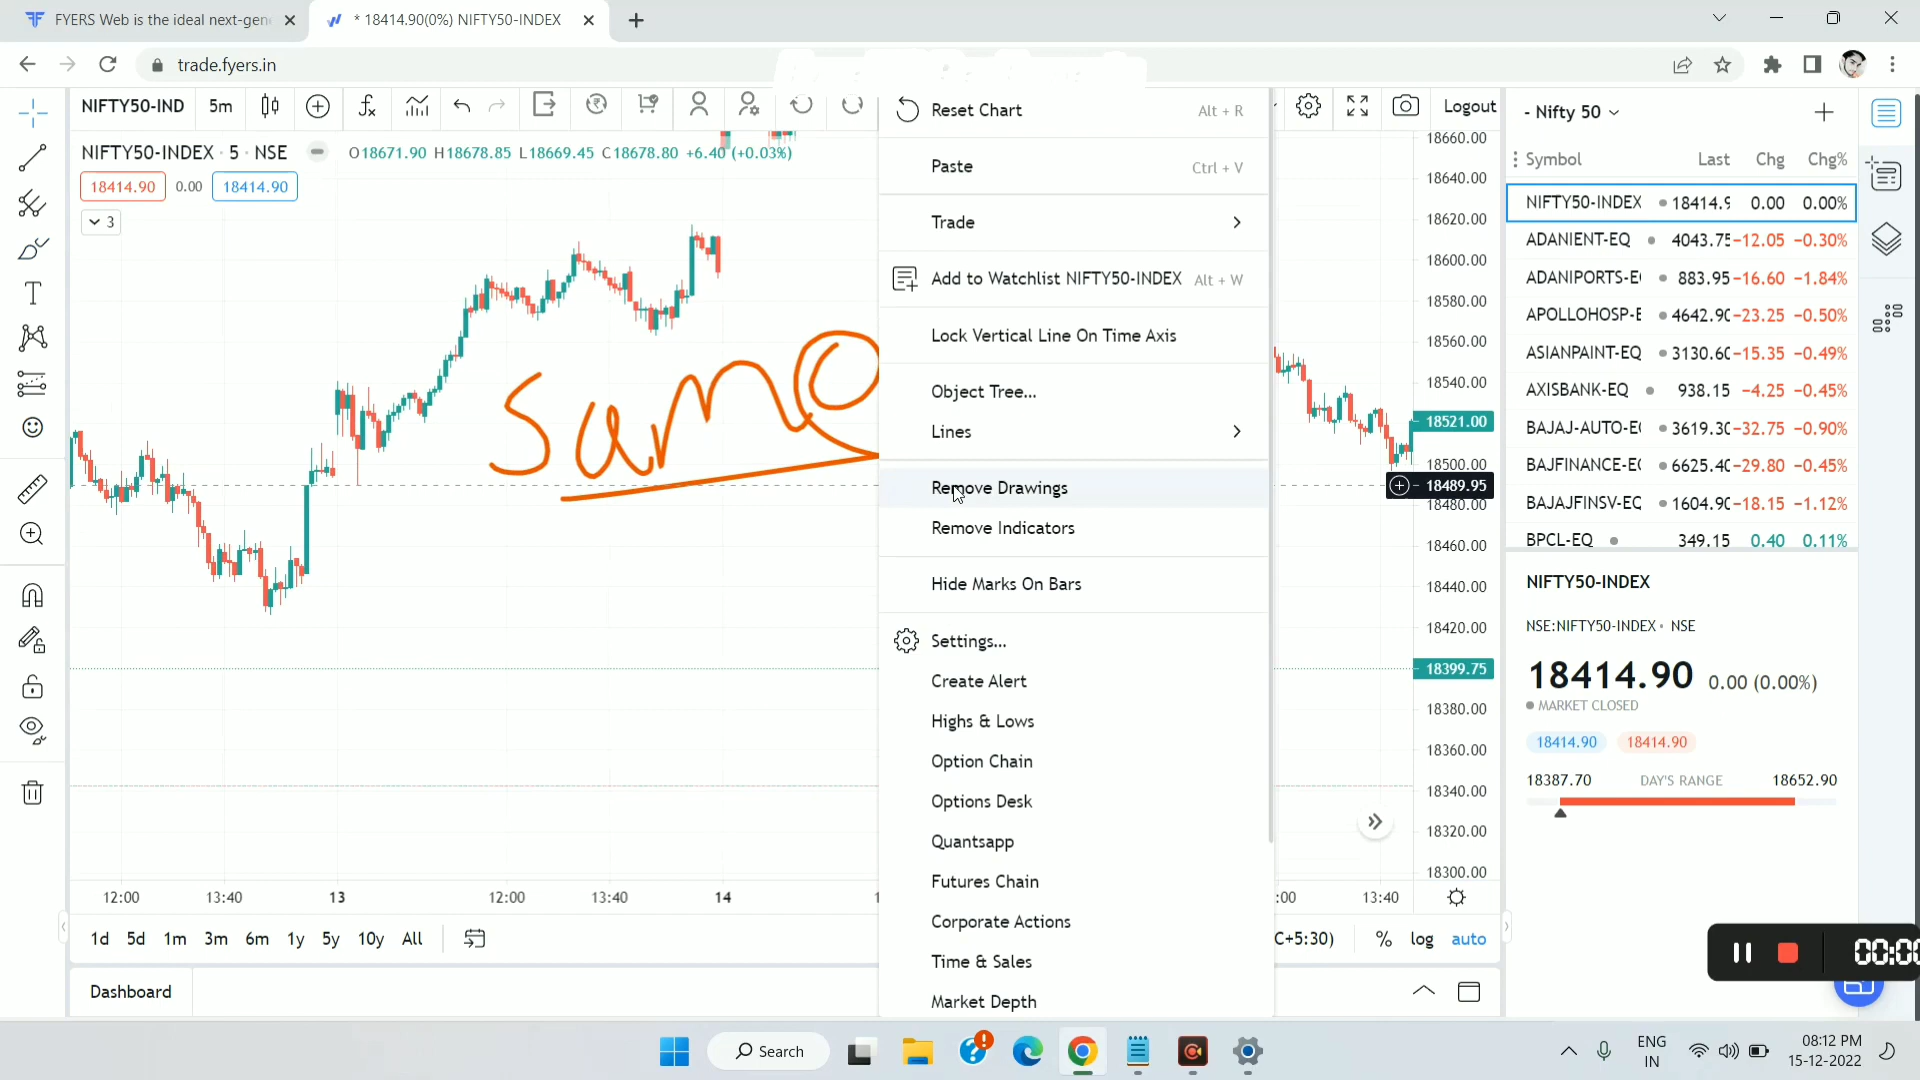 FYERS Web is the ideal next-gen
* 18414.90(0%) NIFTY50-INDEX
trade.fyers.in
NIFTY50-IND 5m
Logout
NIFTY50-INDEX · 5 · NSE
O18671.90 H18678.85 L18669.45 C18678.80 +6.40 (+0.03%)
18414.90 0.00 18414.90
3
Same
Reset Chart Alt + R
Paste Ctrl + V
Trade
Add to Watchlist NIFTY50-INDEX Alt + W
Lock Vertical Line On Time Axis
Object Tree...
Lines
Remove Drawings
Remove Indicators
Hide Marks On Bars
Settings...
Create Alert
Highs & Lows
Option Chain
Options Desk
Quantsapp
Futures Chain
Corporate Actions
Time & Sales
Market Depth
18660.00
18640.00
18620.00
18600.00
18580.00
18560.00
18540.00
18521.00
18500.00
18489.95
18480.00
18460.00
18440.00
18420.00
18399.75
18380.00
18360.00
18340.00
18320.00
18300.00
12:00 13:40 13 12:00 13:40 14 1 :00 13:40
1d 5d 1m 3m 6m 1y 5y 10y All
C+5:30) % log auto
Dashboard
- Nifty 50
Symbol Last Chg Chg%
NIFTY50-INDEX 18414.9 0.00 0.00%
ADANIENT-EQ 4043.75 -12.05 -0.30%
ADANIPORTS-E 883.95 -16.60 -1.84%
APOLLOHOSP-E 4642.90 -23.25 -0.50%
ASIANPAINT-EQ 3130.60 -15.35 -0.49%
AXISBANK-EQ 938.15 -4.25 -0.45%
BAJAJ-AUTO-E 3619.30 -32.75 -0.90%
BAJFINANCE-E 6625.40 -29.80 -0.45%
BAJAJFINSV-EQ 1604.90 -18.15 -1.12%
BPCL-EQ 349.15 0.40 0.11%
NIFTY50-INDEX
NSE:NIFTY50-INDEX · NSE
18414.90 0.00 (0.00%)
MARKET CLOSED
18414.90 18414.90
18387.70 DAY'S RANGE 18652.90
00:00
Search
ENG
IN
08:12 PM
15-12-2022